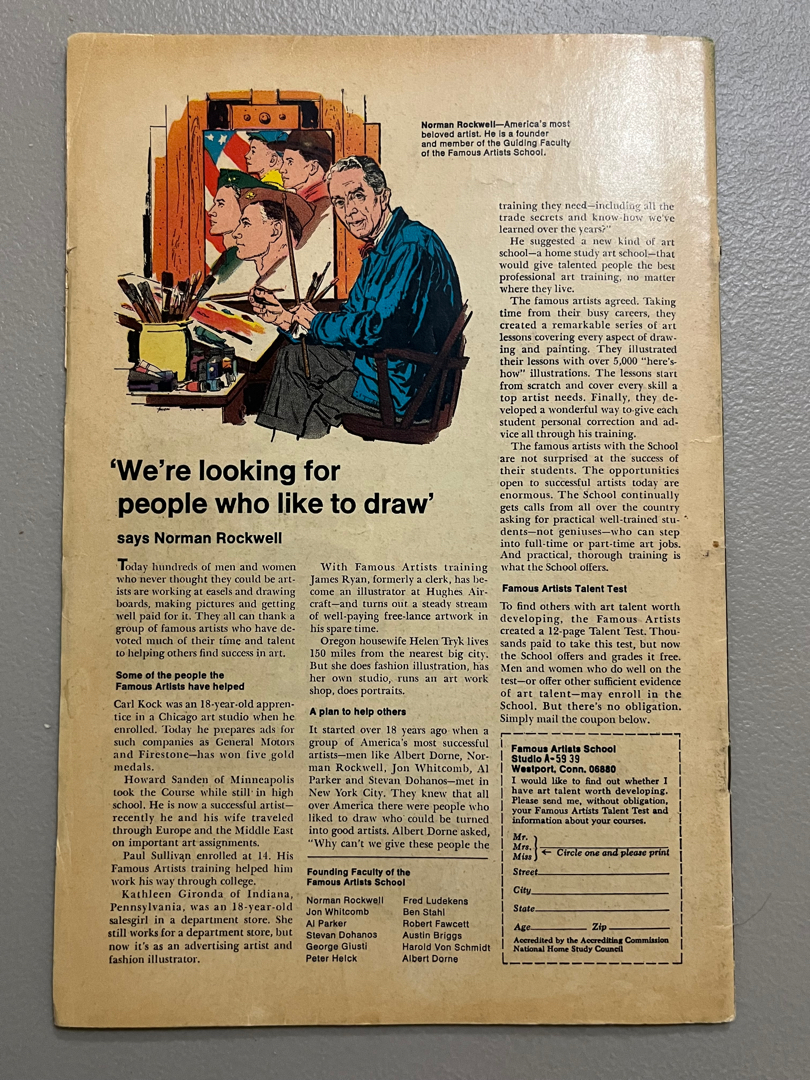 Norman Rockwell—America's most
beloved artist. He is a founder
and member of the Guiding Faculty
of the Famous Artists School.
'We're looking for
people who like to draw'
says Norman Rockwell
Today hundreds of men and women
who never thought they could be art-
ists are working at easels and drawing
boards, making pictures and getting
well paid for it. They all can thank a
group of famous artists who have de-
voted much of their time and talent
to helping others find success in art.
Some of the people the
Famous Artists have helped
Carl Kock was an 18-year-old appren-
tice in a Chicago art studio when he
enrolled. Today he prepares ads for
such companies as General Motors
and Firestone—has won five gold
medals.
Howard Sanden of Minneapolis
took the Course while still in high
school. He is now a successful artist—
recently he and his wife traveled
through Europe and the Middle East
on important art assignments.
Paul Sullivan enrolled at 14. His
Famous Artists training helped him
work his way through college.
Kathleen Gironda of Indiana,
Pennsylvania, was an 18-year-old
salesgirl in a department store. She
still works for a department store, but
now it's as an advertising artist and
fashion illustrator.
With Famous Artists training
James Ryan, formerly a clerk, has be-
come an illustrator at Hughes Air-
craft—and turns out a steady stream
of well-paying free-lance artwork in
his spare time.
Oregon housewife Helen Tryk lives
150 miles from the nearest big city.
But she does fashion illustration, has
her own studio, runs an art work
shop, does portraits.
A plan to help others
It started over 18 years ago when a
group of America's most successful
artists—men like Albert Dorne, Nor-
man Rockwell, Jon Whitcomb, Al
Parker and Stevan Dohanos—met in
New York City. They knew that all
over America there were people who
liked to draw who could be turned
into good artists. Albert Dorne asked,
"Why can't we give these people the
training they need—including all the
trade secrets and know-how we've
learned over the years?"
He suggested a new kind of art
school—a home study art school—that
would give talented people the best
professional art training, no matter
where they live.
The famous artists agreed. Taking
time from their busy careers, they
created a remarkable series of art
lessons covering every aspect of draw-
ing and painting. They illustrated
their lessons with over 5,000 "here's-
how" illustrations. The lessons start
from scratch and cover every skill a
top artist needs. Finally, they de-
veloped a wonderful way to give each
student personal correction and ad-
vice all through his training.
The famous artists with the School
are not surprised at the success of
their students. The opportunities
open to successful artists today are
enormous. The School continually
gets calls from all over the country
asking for practical well-trained stu-
dents—not geniuses—who can step
into full-time or part-time art jobs.
And practical, thorough training is
what the School offers.
Famous Artists Talent Test
To find others with art talent worth
developing, the Famous Artists
created a 12-page Talent Test. Thou-
sands paid to take this test, but now
the School offers and grades it free.
Men and women who do well on the
test—or offer other sufficient evidence
of art talent—may enroll in the
School. But there's no obligation.
Simply mail the coupon below.
Founding Faculty of the
Famous Artists School
Norman Rockwell
Jon Whitcomb
Al Parker
Stevan Dohanos
George Giusti
Peter Helck
Fred Ludekens
Ben Stahl
Robert Fawcett
Austin Briggs
Harold Von Schmidt
Albert Dorne
Famous Artists School
Studio A-59 39
Westport, Conn. 06880
I would like to find out whether I
have art talent worth developing.
Please send me, without obligation,
your Famous Artists Talent Test and
information about your courses.
Mr.
Mrs.
Miss
← Circle one and please print
Street
City
State
Age Zip
Accredited by the Accrediting Commission
National Home Study Council